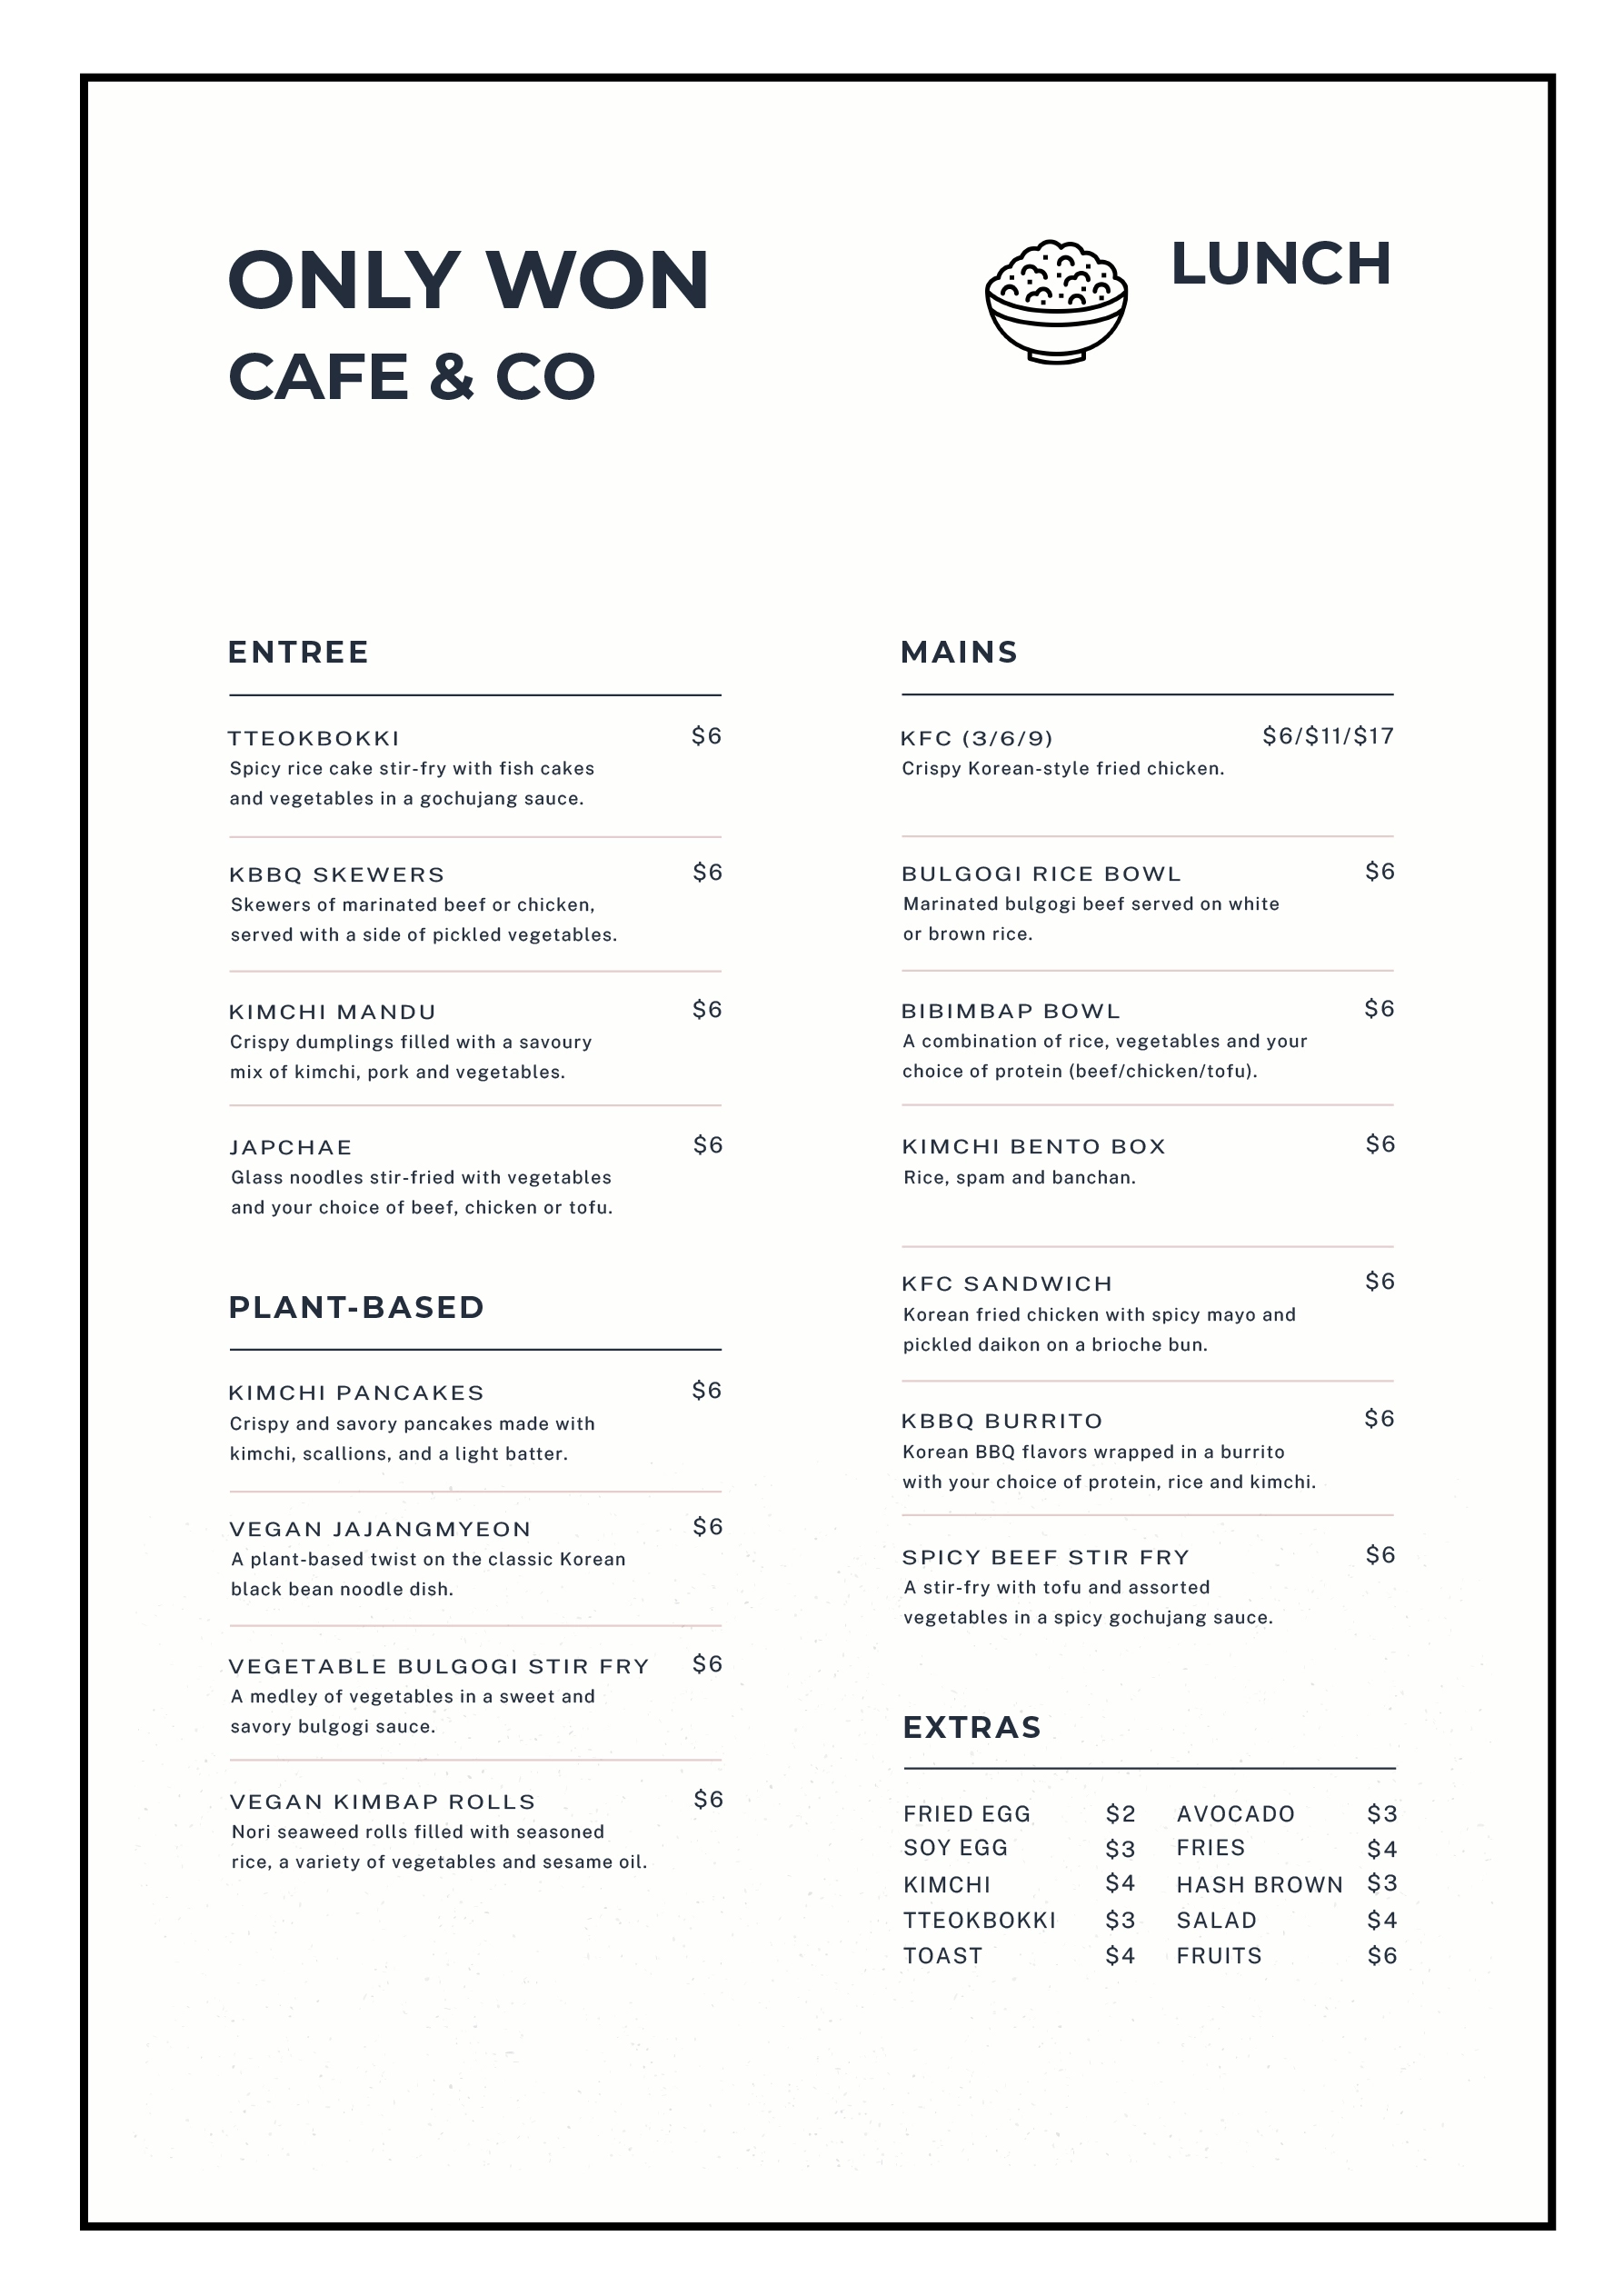 ONLY WON
CAFE & CO
LUNCH
ENTREE
TTEOKBOKKI $6
Spicy rice cake stir-fry with fish cakes
and vegetables in a gochujang sauce.
KBBQ SKEWERS $6
Skewers of marinated beef or chicken,
served with a side of pickled vegetables.
KIMCHI MANDU $6
Crispy dumplings filled with a savoury
mix of kimchi, pork and vegetables.
JAPCHAE $6
Glass noodles stir-fried with vegetables
and your choice of beef, chicken or tofu.
PLANT-BASED
KIMCHI PANCAKES $6
Crispy and savory pancakes made with
kimchi, scallions, and a light batter.
VEGAN JAJANGMYEON $6
A plant-based twist on the classic Korean
black bean noodle dish.
VEGETABLE BULGOGI STIR FRY $6
A medley of vegetables in a sweet and
savory bulgogi sauce.
VEGAN KIMBAP ROLLS $6
Nori seaweed rolls filled with seasoned
rice, a variety of vegetables and sesame oil.
MAINS
KFC (3/6/9) $6/$11/$17
Crispy Korean-style fried chicken.
BULGOGI RICE BOWL $6
Marinated bulgogi beef served on white
or brown rice.
BIBIMBAP BOWL $6
A combination of rice, vegetables and your
choice of protein (beef/chicken/tofu).
KIMCHI BENTO BOX $6
Rice, spam and banchan.
KFC SANDWICH $6
Korean fried chicken with spicy mayo and
pickled daikon on a brioche bun.
KBBQ BURRITO $6
Korean BBQ flavors wrapped in a burrito
with your choice of protein, rice and kimchi.
SPICY BEEF STIR FRY $6
A stir-fry with tofu and assorted
vegetables in a spicy gochujang sauce.
EXTRAS
FRIED EGG $2 AVOCADO $3
SOY EGG $3 FRIES $4
KIMCHI $4 HASH BROWN $3
TTEOKBOKKI $3 SALAD $4
TOAST $4 FRUITS $6